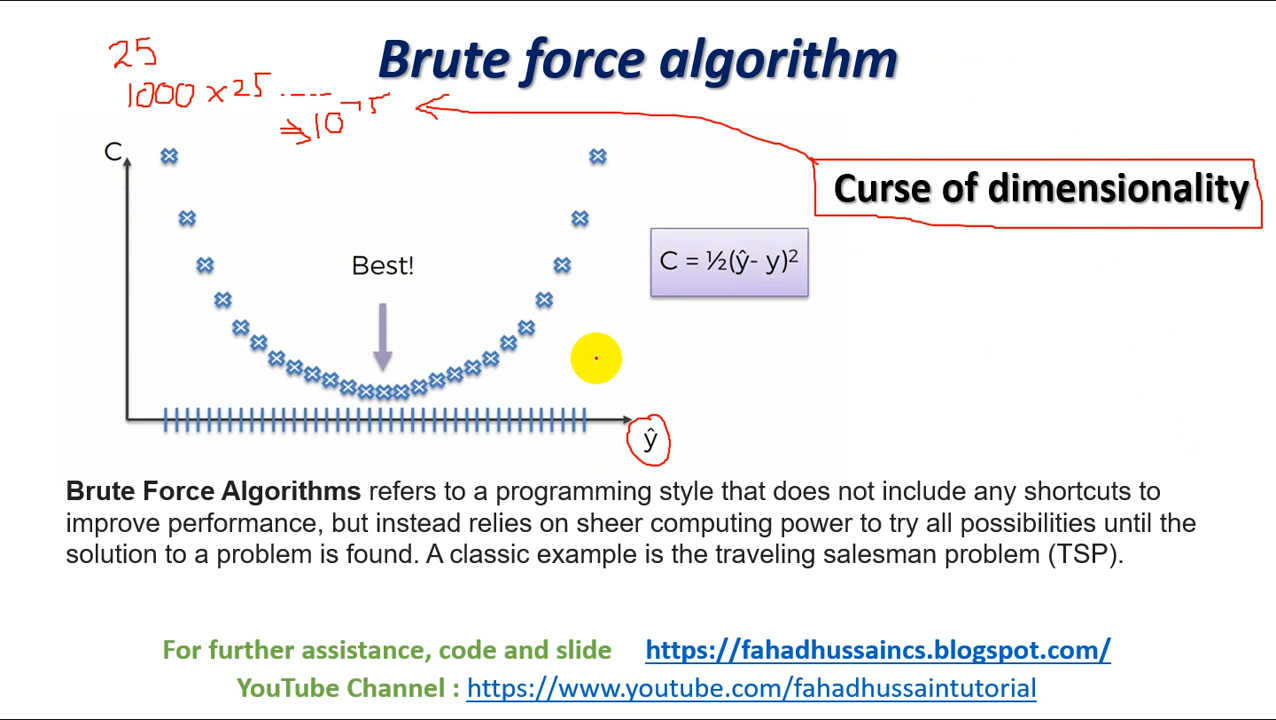 Brute force algorithm
25
1000 x 25 ......
Curse of dimensionality
C
Best!
C = ½(ŷ- y)²
ŷ
Brute Force Algorithms refers to a programming style that does not include any shortcuts to
improve performance, but instead relies on sheer computing power to try all possibilities until the
solution to a problem is found. A classic example is the traveling salesman problem (TSP).
For further assistance, code and slide https://fahadhussaincs.blogspot.com/
YouTube Channel : https://www.youtube.com/fahadhussaintutorial